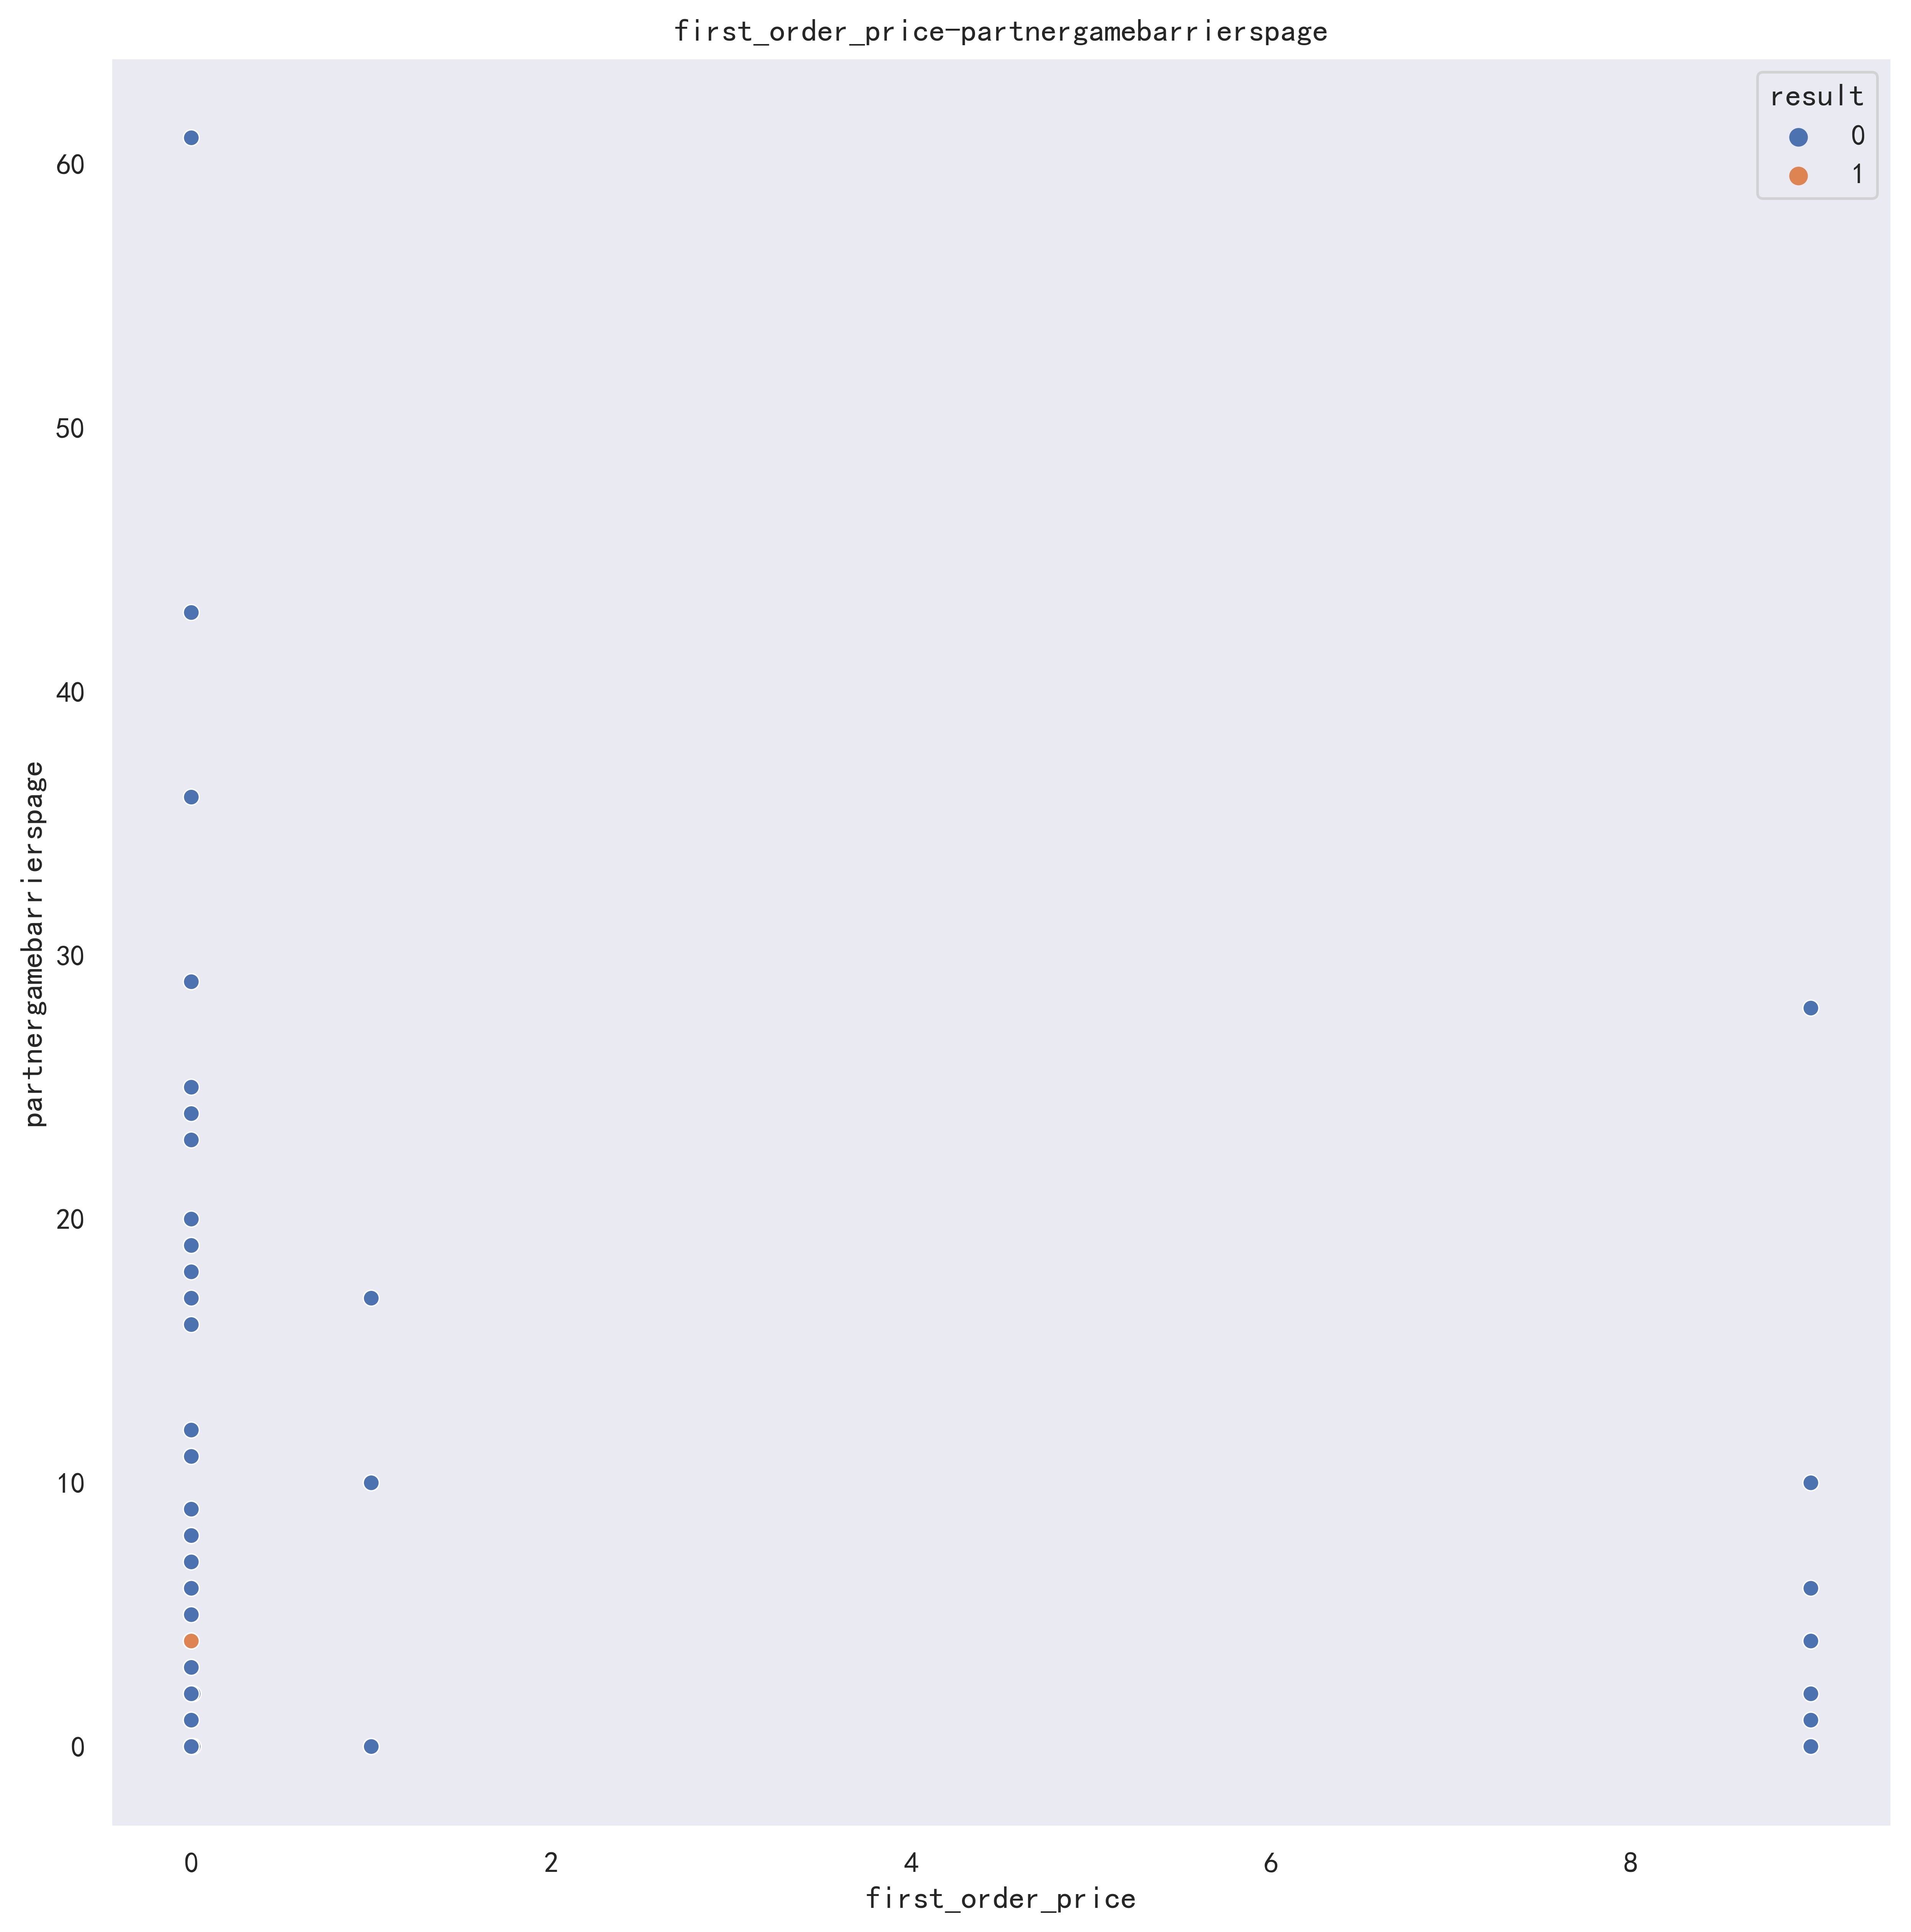 first_order_price-partnergamebarrierspage
result
0
1
partnergamebarrierspage
60
50
40
30
20
10
0
0 2 4 6 8
first_order_price